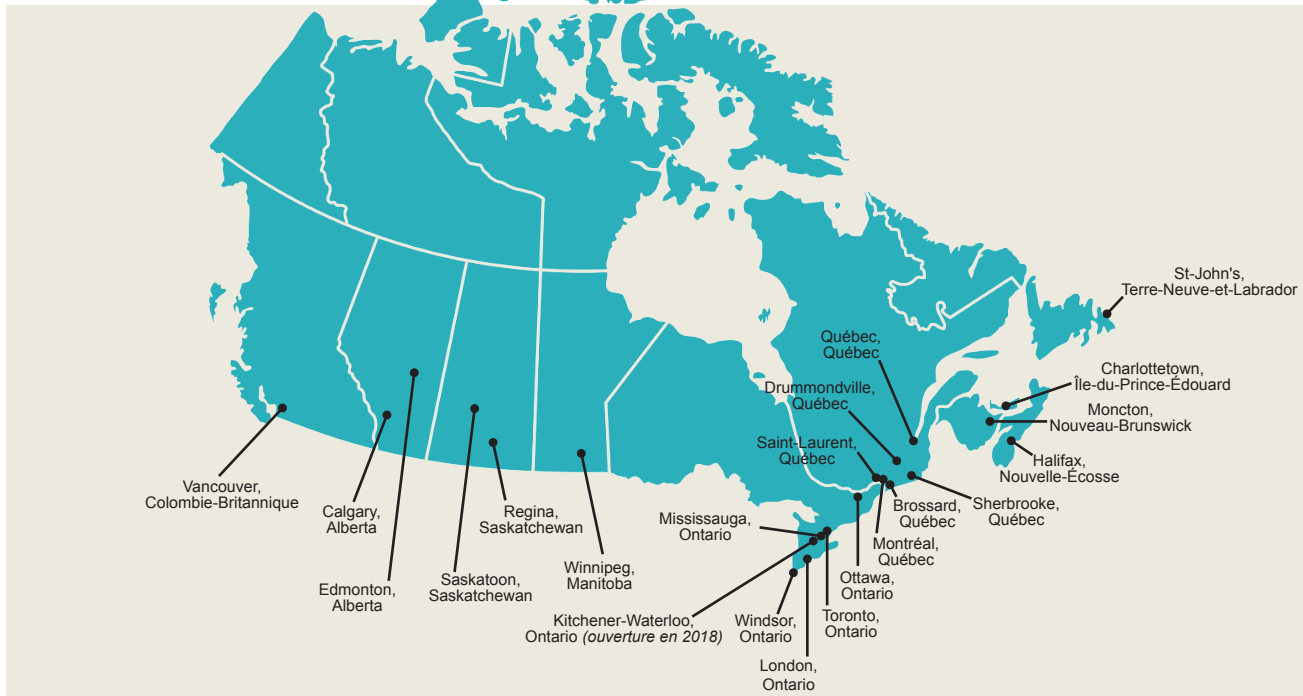 St-John's,
Terre-Neuve-et-Labrador
Québec,
Québec
Charlottetown,
Île-du-Prince-Édouard
Drummondville,
Québec
Moncton,
Nouveau-Brunswick
Saint-Laurent,
Québec
Halifax,
Nouvelle-Écosse
Vancouver,
Colombie-Britannique
Calgary,
Alberta
Regina,
Saskatchewan
Mississauga,
Ontario
Brossard,
Québec
Sherbrooke,
Québec
Montréal,
Québec
Edmonton,
Alberta
Saskatoon,
Saskatchewan
Winnipeg,
Manitoba
Ottawa,
Ontario
Kitchener-Waterloo,
Ontario (ouverture en 2018)
Windsor,
Ontario
Toronto,
Ontario
London,
Ontario